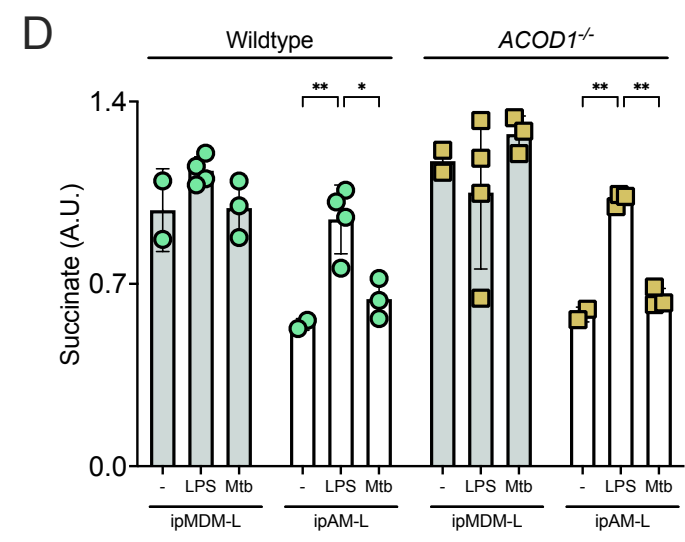 D
Wildtype ACOD1-/-
** * ** **
1.4
0.7
0.0
Succinate (A.U.)
- LPS Mtb - LPS Mtb - LPS Mtb - LPS Mtb
ipMDM-L ipAM-L ipMDM-L ipAM-L